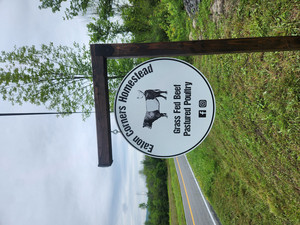 Eaton Corners Homestead
Grass Fed Beef
Pastured Poultry